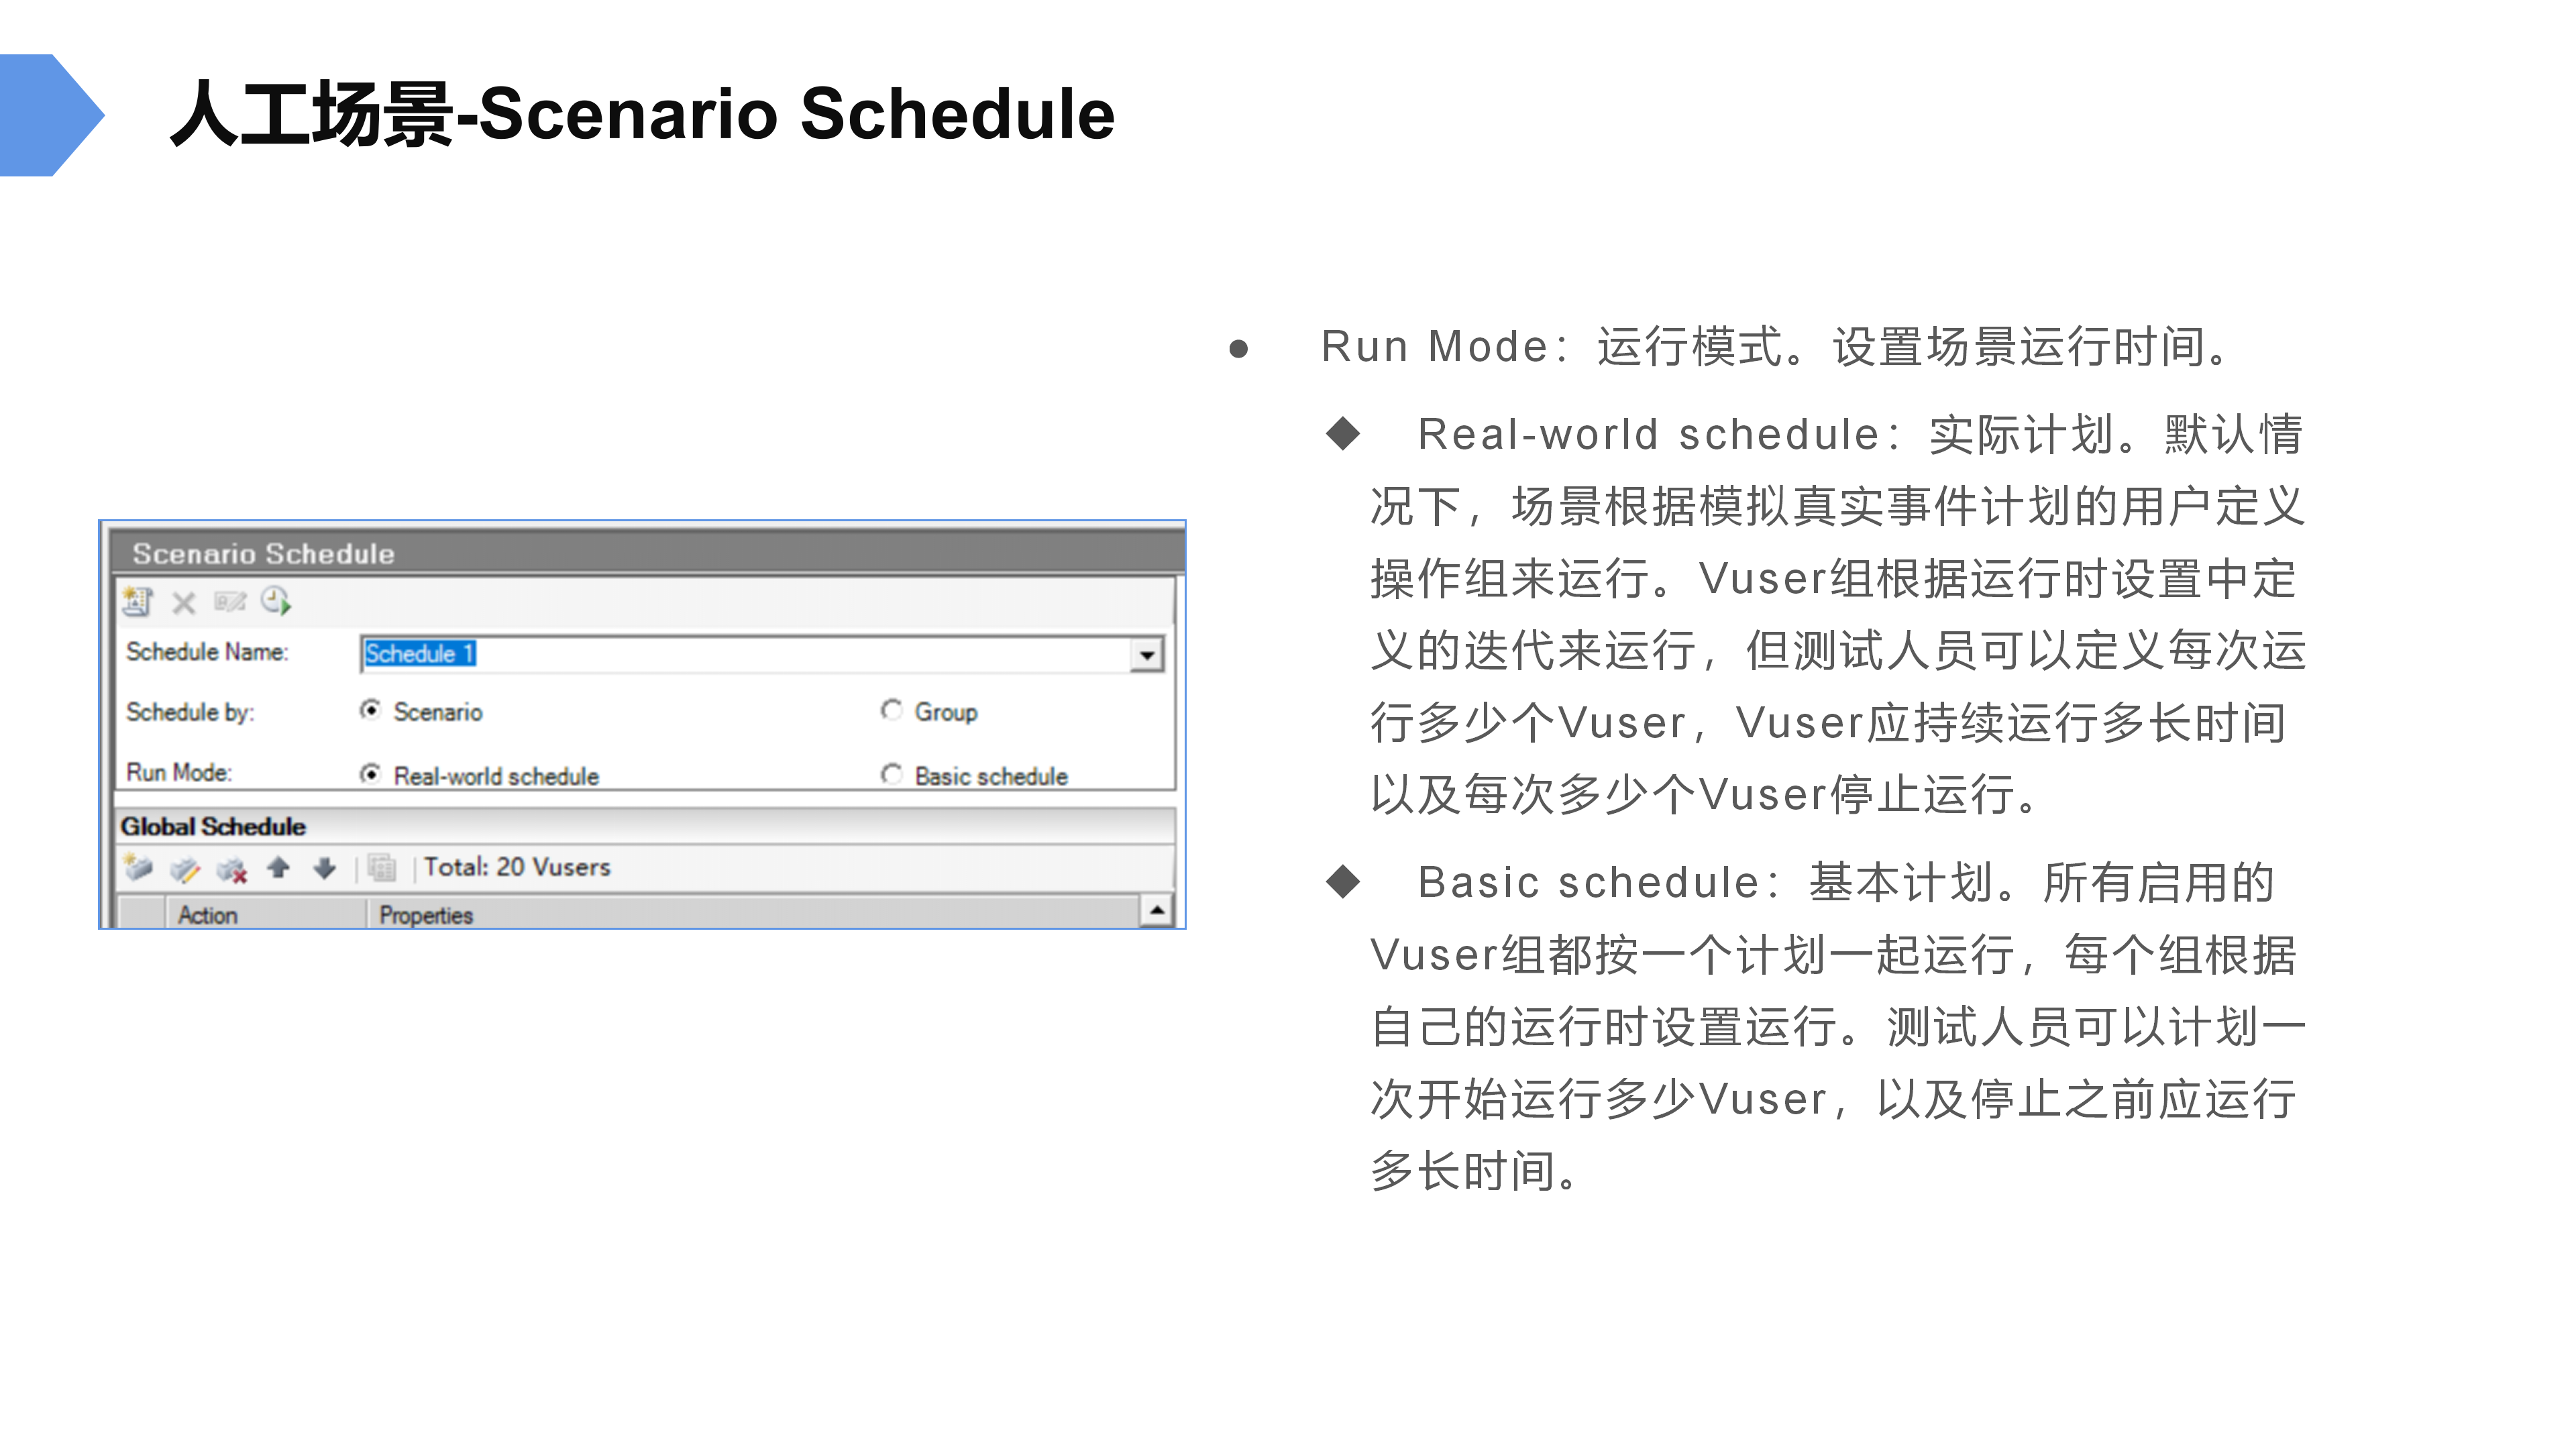 人工场景-Scenario Schedule
Scenario Schedule
Schedule Name: Schedule 1
Schedule by: Scenario Group
Run Mode: Real-world schedule Basic schedule
Global Schedule
Total: 20 Vusers
Action Properties
● Run Mode：运行模式。设置场景运行时间。
◆ Real-world schedule：实际计划。默认情
况下，场景根据模拟真实事件计划的用户定义
操作组来运行。Vuser组根据运行时设置中定
义的迭代来运行，但测试人员可以定义每次运
行多少个Vuser，Vuser应持续运行多长时间
以及每次多少个Vuser停止运行。
◆ Basic schedule：基本计划。所有启用的
Vuser组都按一个计划一起运行，每个组根据
自己的运行时设置运行。测试人员可以计划一
次开始运行多少Vuser，以及停止之前应运行
多长时间。